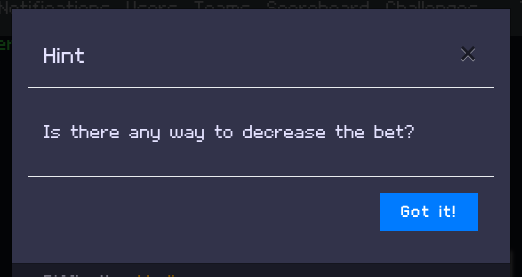 Notifications Users Teams Scoreboard Challenges
Hint
Is there any way to decrease the bet?
Got it!